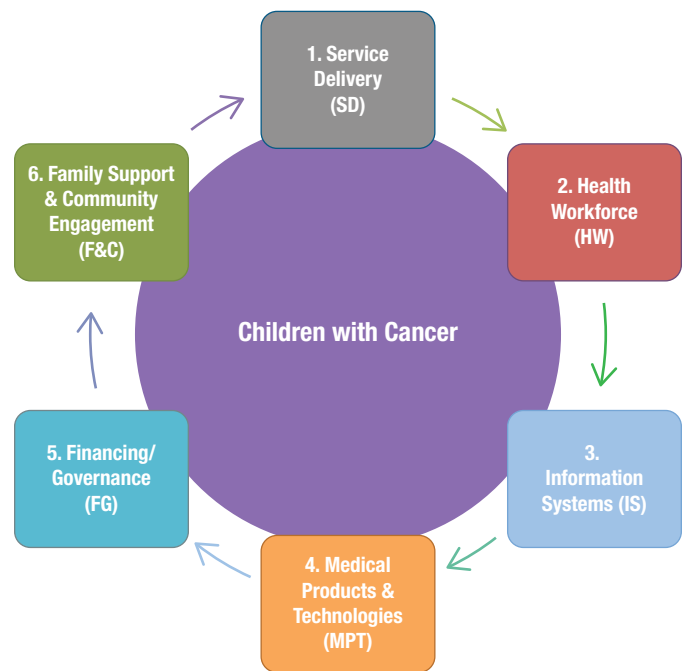 1. Service
Delivery
(SD)
2. Health
Workforce
(HW)
3.
Information
Systems (IS)
4. Medical
Products &
Technologies
(MPT)
5. Financing/
Governance
(FG)
6. Family Support
& Community
Engagement
(F&C)
Children with Cancer